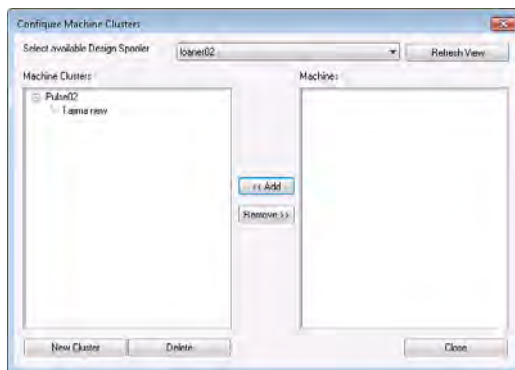 Configure Machine Clusters
Select available Design Spooler
loaner02
Refresh View
Machine Clusters
Machines
Pulse02
Tajima new
<< Add
Remove >>
New Cluster
Delete
Close